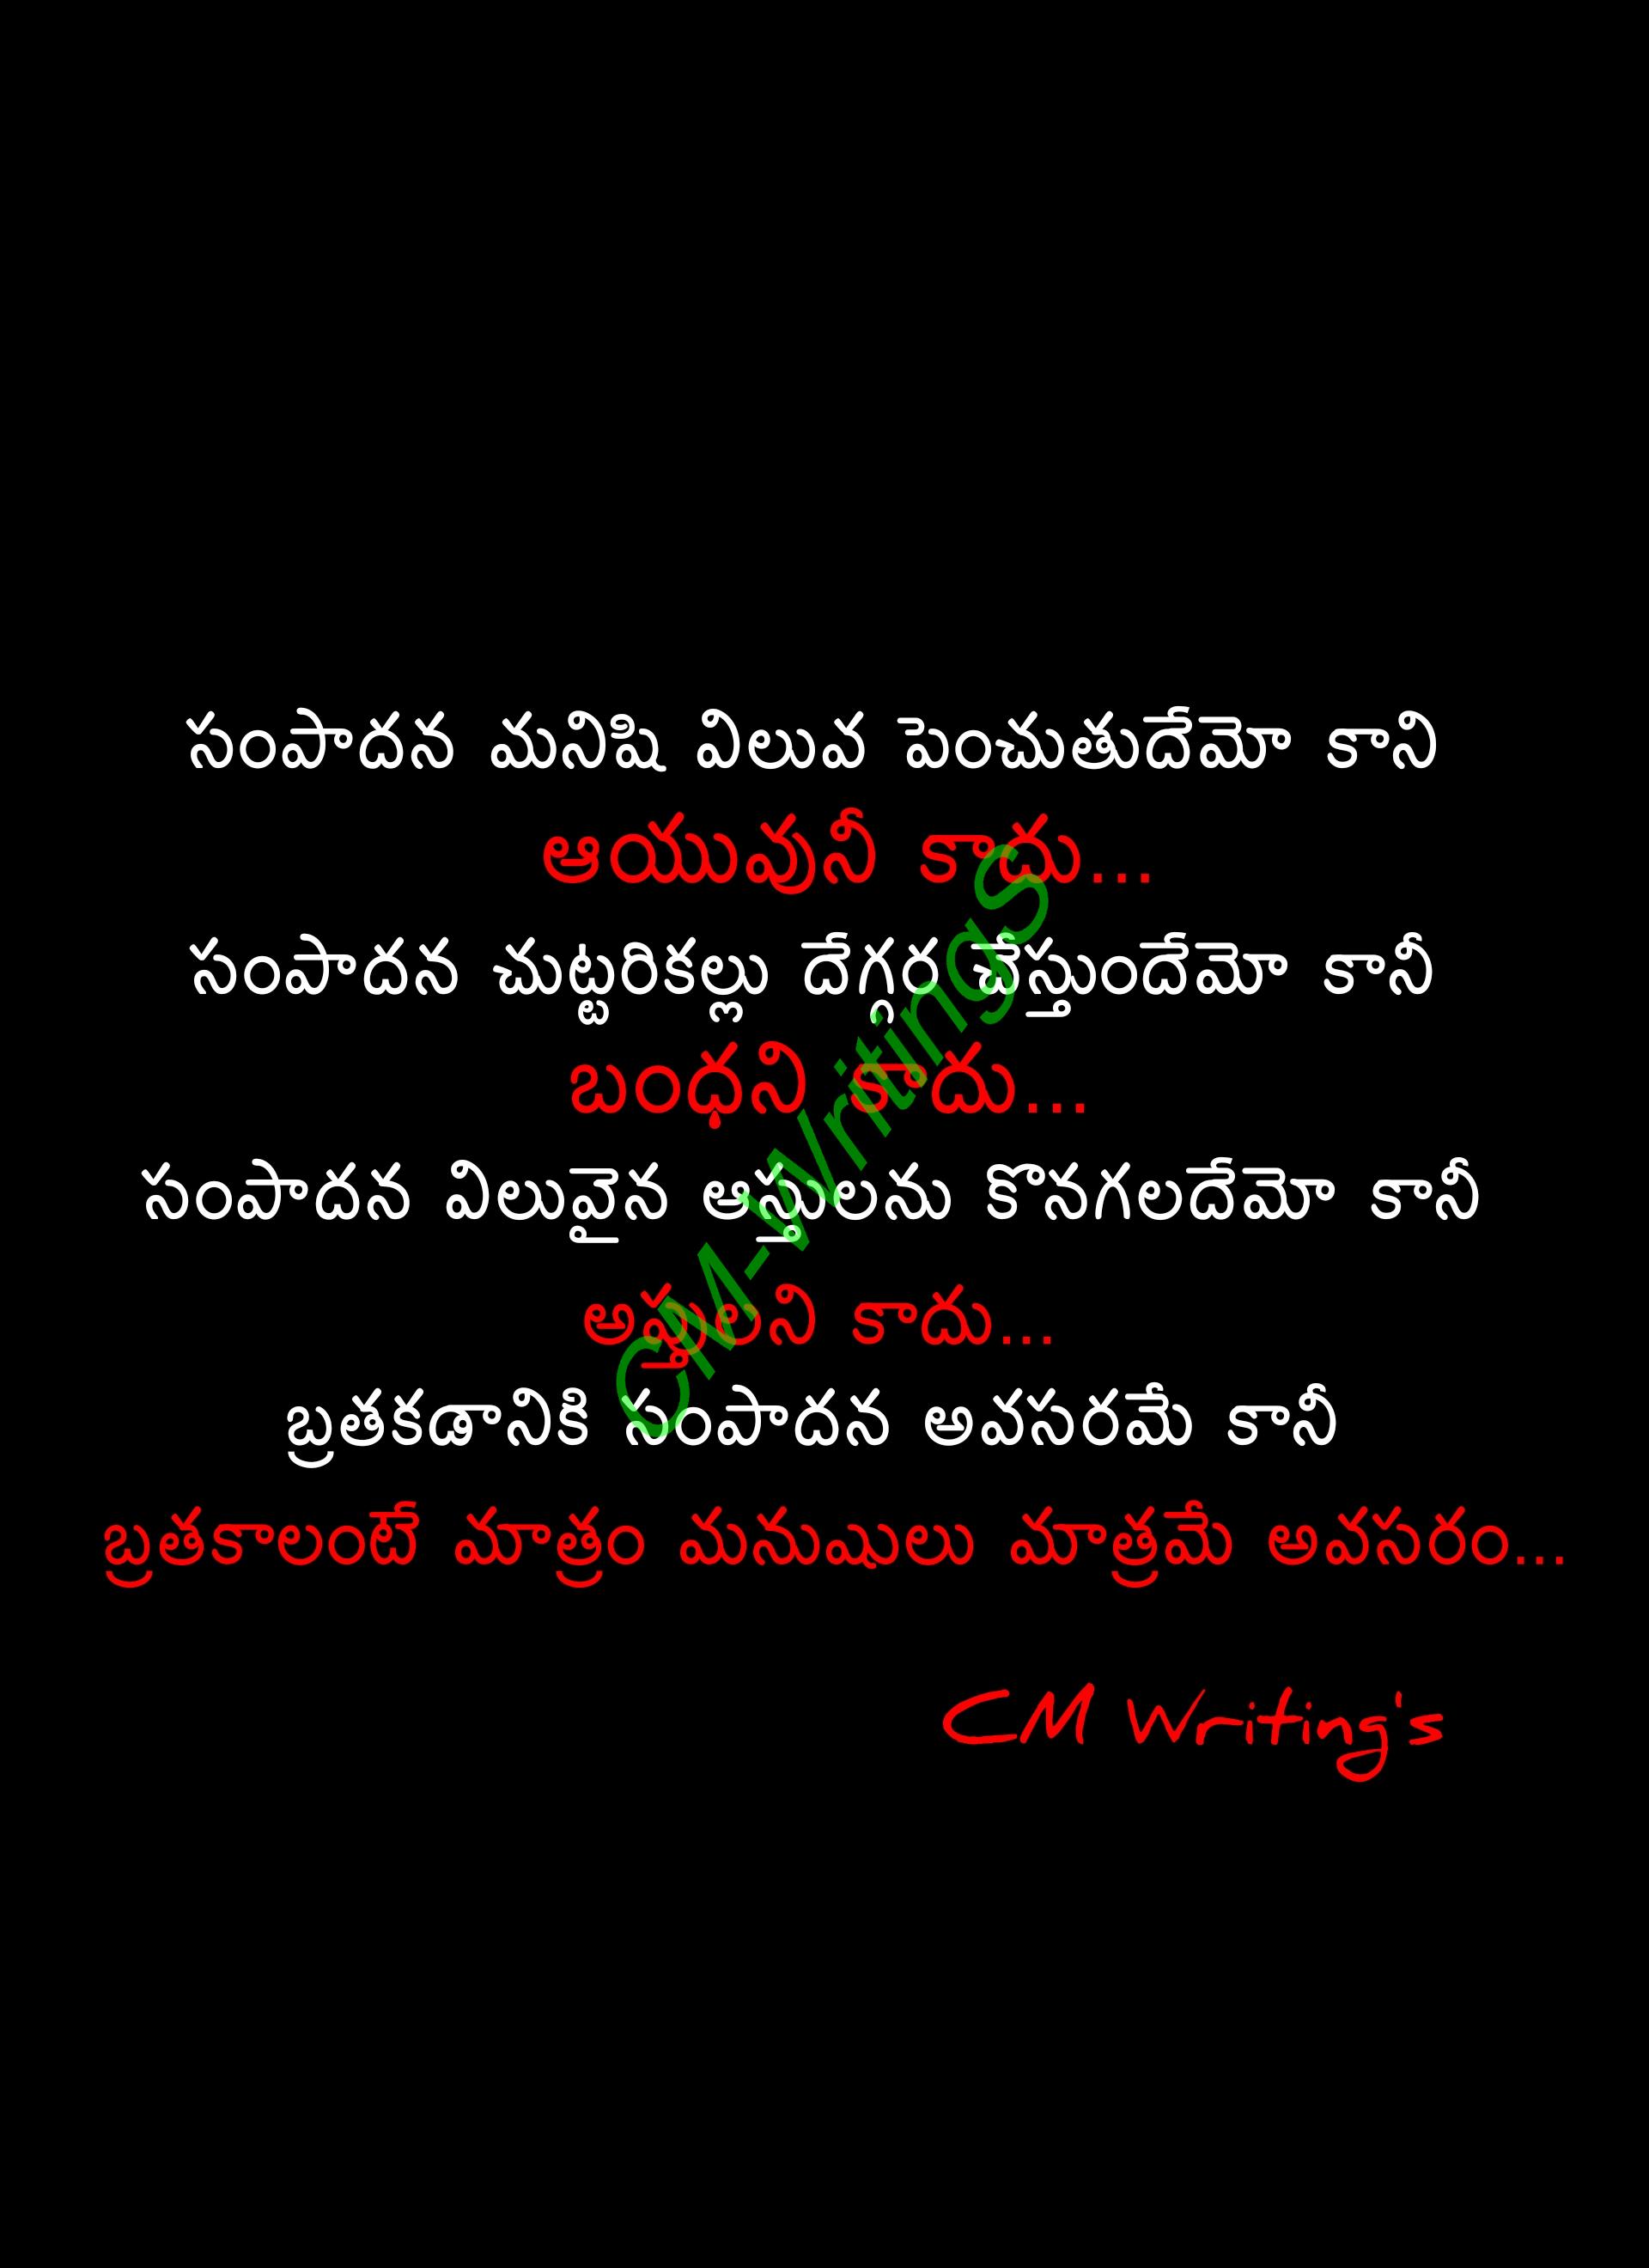 సంపాదన మనిషి విలువ పెంచుతుదేమో కాని
ఆయువునీ కాదు...
సంపాదన చుట్టరికల్లు దేగ్గర చేస్తుందేమో కానీ
బంధని కాదు...
సంపాదన విలువైన ఆస్తులను కొనగలదేమో కానీ
అప్తులని కాదు...
బ్రతకడానికి సంపాదన అవసరమే కానీ
బ్రతకాలంటే మాత్రం మనుషులు మాత్రమే అవసరం...
CM Writing's
CM-Writings